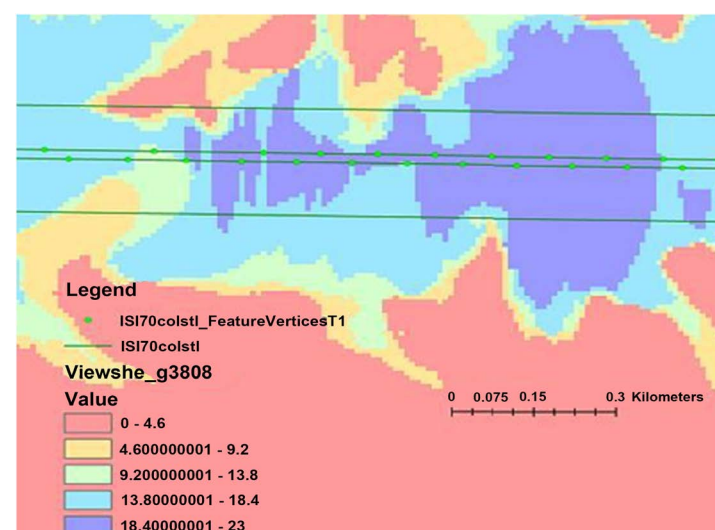 Legend
ISI70colstl_FeatureVerticesT1
ISI70colstl
Viewshe_g3808
Value
0 - 4.6
4.600000001 - 9.2
9.200000001 - 13.8
13.80000001 - 18.4
18.40000001 - 23
0 0.075 0.15 0.3 Kilometers